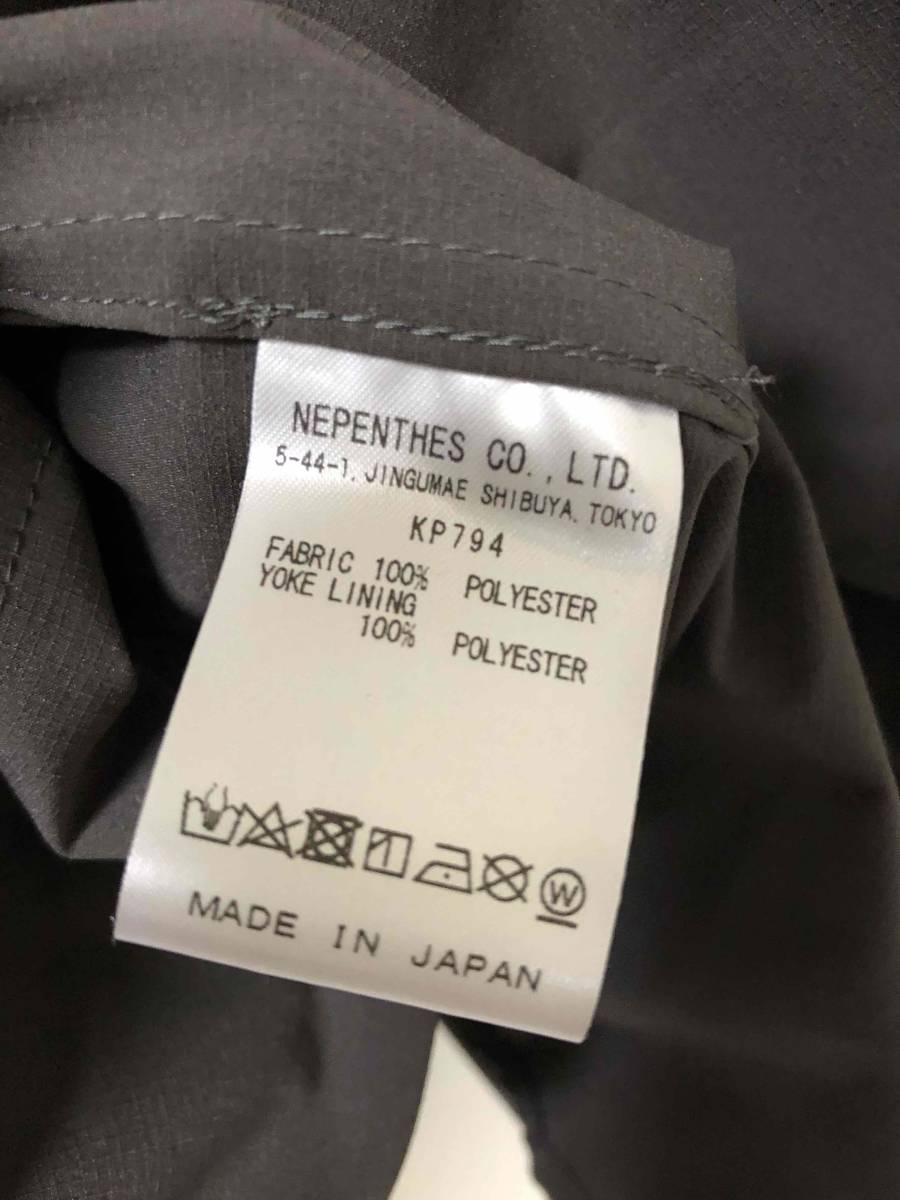 NEPENTHES CO., LTD.
5-44-1, JINGUMAE SHIBUYA, TOKYO
KP794
FABRIC 100% POLYESTER
YOKE LINING
100% POLYESTER
W
MADE IN JAPAN